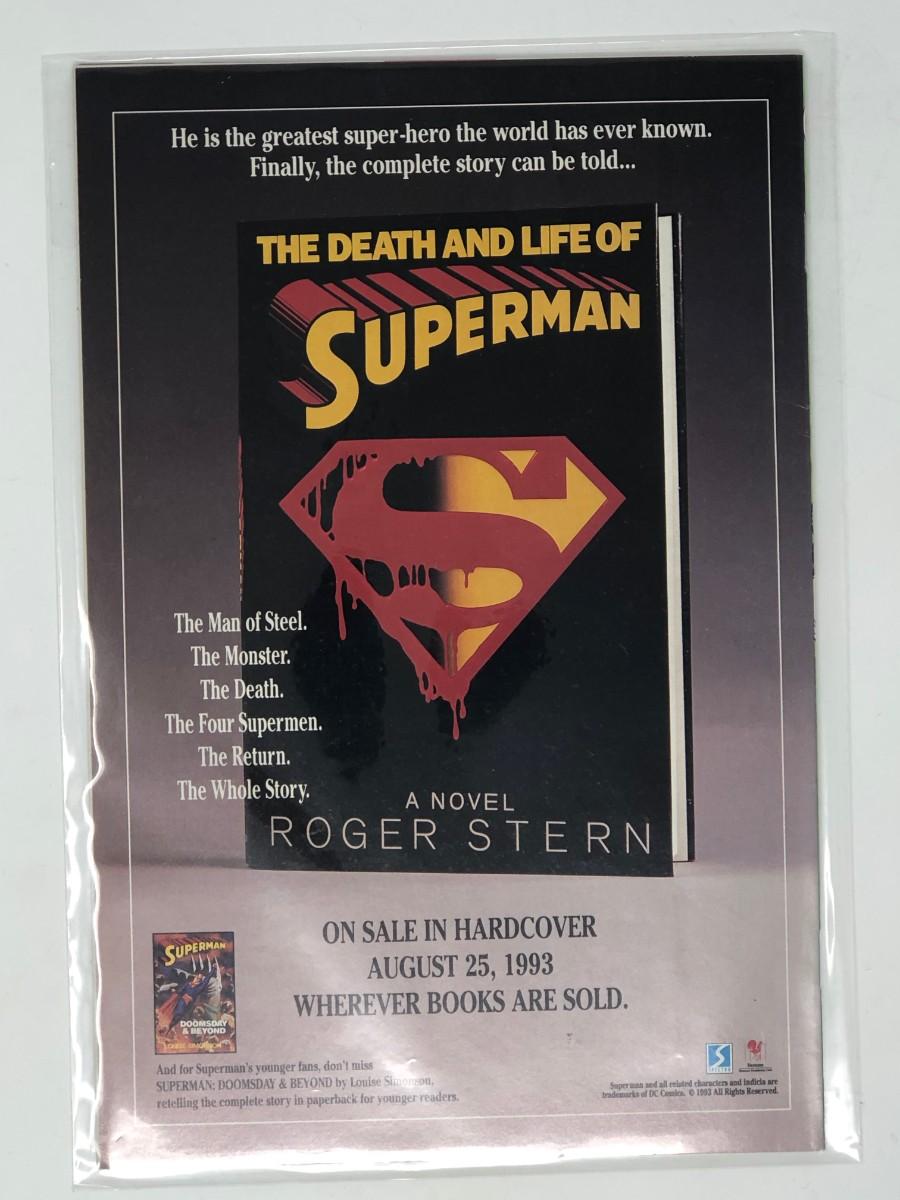 He is the greatest super-hero the world has ever known.
Finally, the complete story can be told...
THE DEATH AND LIFE OF
SUPERMAN
S
The Man of Steel.
The Monster.
The Death.
The Four Supermen.
The Return.
The Whole Story.
A NOVEL
ROGER STERN
ON SALE IN HARDCOVER
AUGUST 25, 1993
WHEREVER BOOKS ARE SOLD.
SUPERMAN
DOOMSDAY
& BEYOND
And for Superman's younger fans, don't miss
SUPERMAN: DOOMSDAY & BEYOND by Louise Simonson,
retelling the complete story in paperback for younger readers.
S
SPECTRA
Superman and all related characters and indicia are
trademarks of DC Comics. © 1993 All Rights Reserved.